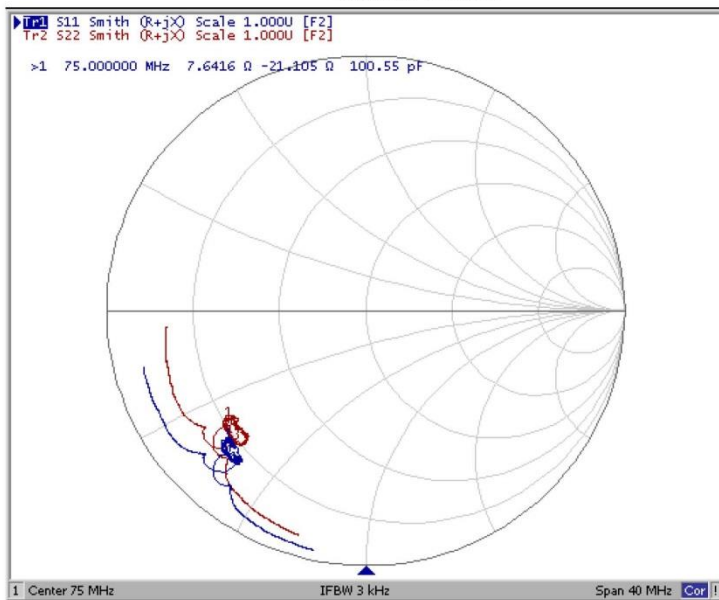 Tr1 S11 Smith (R+jX) Scale 1.000U [F2]
Tr2 S22 Smith (R+jX) Scale 1.000U [F2]
>1 75.000000 MHz 7.6416 Ω -21.105 Ω 100.55 pF
1 Center 75 MHz IFBW 3 kHz Span 40 MHz Cor !